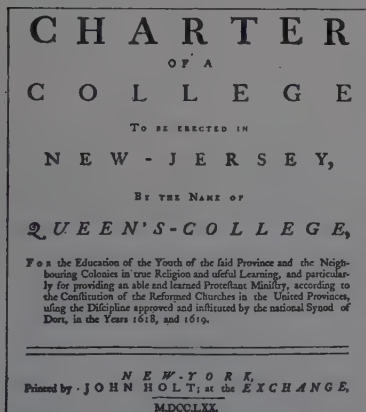 CHARTER
OF A
COLLEGE
TO BE ERECTED IN
NEW-JERSEY,
BY THE NAME OF
QUEEN'S-COLLEGE,
FOR the Education of the Youth of the ſaid Province and the Neigh-
bouring Colonies in true Religion and uſeful Learning, and particular-
ly for providing an able and learned Proteſtant Miniſtry, according to
the Conſtitution of the Reformed Churches in the United Provinces,
uſing the Diſcipline approved and inſtituted by the national Synod of
Dort, in the Years 1618, and 1619.
NEW-YORK,
Printed by JOHN HOLT; at the EXCHANGE,
M.DCC.LXX.